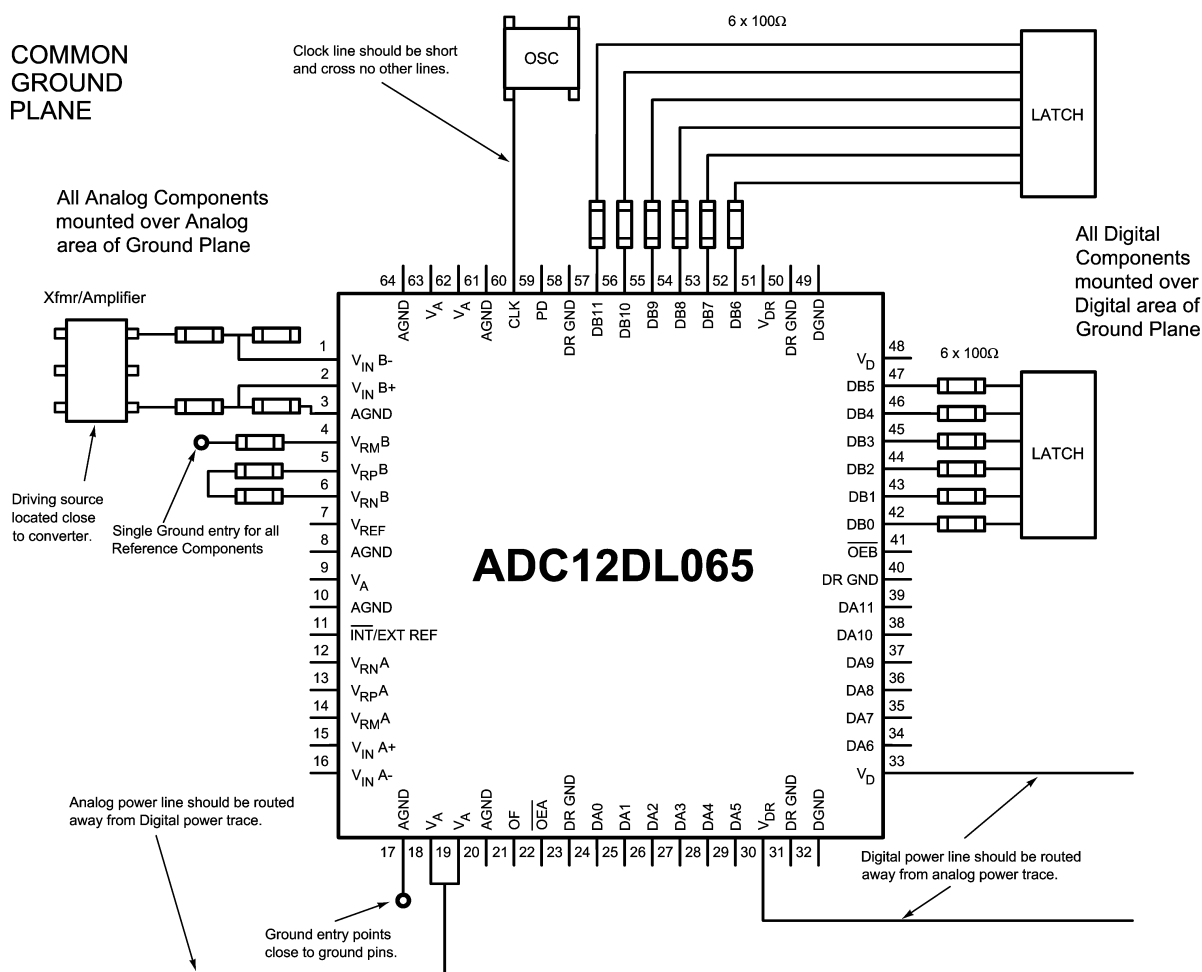 COMMON
GROUND
PLANE
Clock line should be short
and cross no other lines.
OSC
6 x 100Ω
LATCH
All Analog Components
mounted over Analog
area of Ground Plane
All Digital
Components
mounted over
Digital area of
Ground Plane
Xfmr/Amplifier
64 63 62 61 60 59 58 57 56 55 54 53 52 51 50 49
AGND VA VA AGND CLK PD DR GND DB11 DB10 DB9 DB8 DB7 DB6 VDR DR GND DGND
1 VIN B-
2 VIN B+
3 AGND
4 VRMB
5 VRPB
6 VRNB
7 VREF
8 AGND
9 VA
10 AGND
11 INT/EXT REF
12 VRNA
13 VRPA
14 VRMA
15 VIN A+
16 VIN A-
Driving source
located close
to converter.
Single Ground entry for all
Reference Components
ADC12DL065
6 x 100Ω
VD 48
DB5 47
DB4 46
DB3 45
DB2 44
DB1 43
DB0 42
OEB 41
DR GND 40
DA11 39
DA10 38
DA9 37
DA8 36
DA7 35
DA6 34
VD 33
LATCH
Analog power line should be routed
away from Digital power trace.
AGND VA VA AGND OF OEA DR GND DA0 DA1 DA2 DA3 DA4 DA5 VDR DR GND DGND
17 18 19 20 21 22 23 24 25 26 27 28 29 30 31 32
Digital power line should be routed
away from analog power trace.
Ground entry points
close to ground pins.